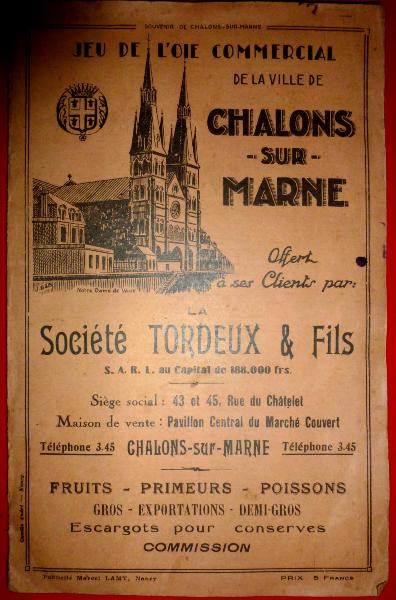 SOUVENIR DE CHALONS-SUR-MARNE
JEU DE L'OIE COMMERCIAL
DE LA VILLE DE
CHALONS
- SUR -
MARNE
Offert
à ses Clients par:
Notre Dame de Vaux
LA
Société TORDEUX & Fils
S. A. R. L. au Capital de 188.000 frs.
Siège social : 43 et 45, Rue du Châtelet
Maison de vente : Pavillon Central du Marché Couvert
Téléphone 3.45 CHALONS-sur-MARNE Téléphone 3.45
FRUITS - PRIMEURS - POISSONS
GROS - EXPORTATIONS - DEMI-GROS
Escargots pour conserves
COMMISSION
Publicité Marcel LAMY, Nancy
PRIX 5 FRANCS